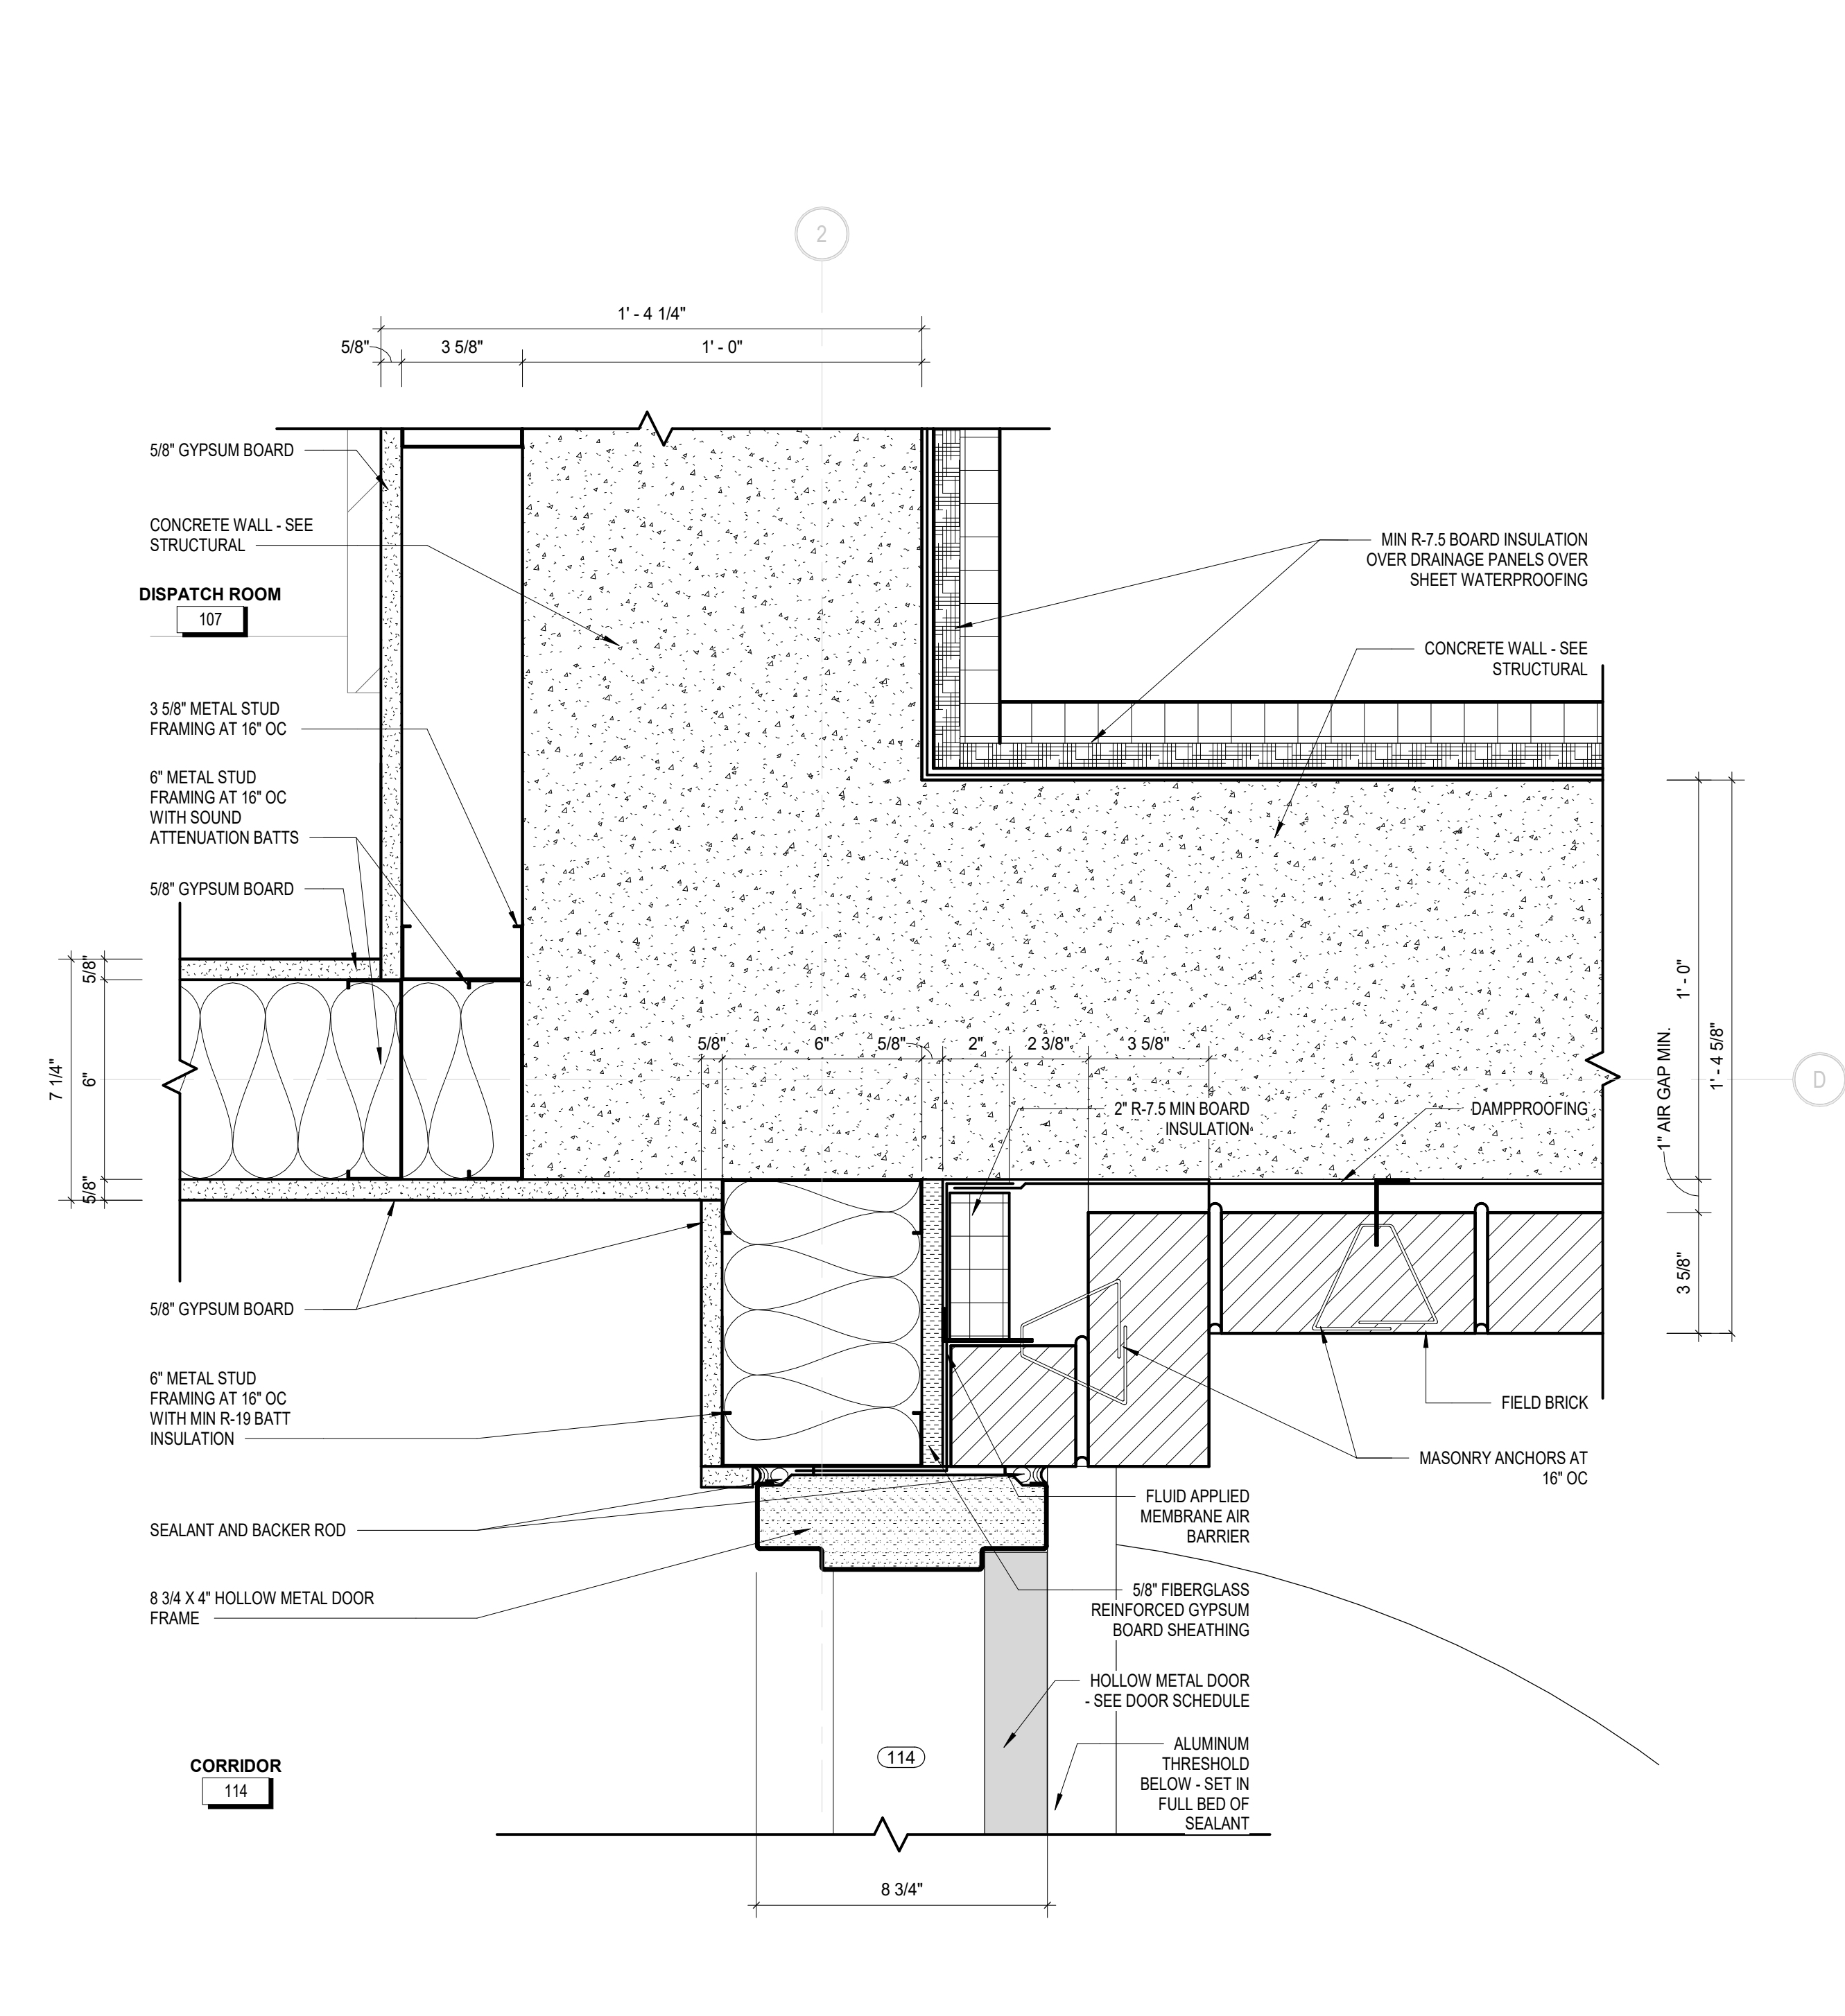 2
1' - 4 1/4"
5/8"
3 5/8"
1' - 0"
5/8" GYPSUM BOARD
CONCRETE WALL - SEE
STRUCTURAL
DISPATCH ROOM
107
3 5/8" METAL STUD
FRAMING AT 16" OC
6" METAL STUD
FRAMING AT 16" OC
WITH SOUND
ATTENUATION BATTS
5/8" GYPSUM BOARD
MIN R-7.5 BOARD INSULATION
OVER DRAINAGE PANELS OVER
SHEET WATERPROOFING
CONCRETE WALL - SEE
STRUCTURAL
5/8"
6"
5/8"
7 1/4"
5/8"
6"
5/8"
2"
2 3/8"
3 5/8"
1' - 0"
1" AIR GAP MIN.
1' - 4 5/8"
3 5/8"
D
2" R-7.5 MIN BOARD
INSULATION
DAMPPROOFING
5/8" GYPSUM BOARD
6" METAL STUD
FRAMING AT 16" OC
WITH MIN R-19 BATT
INSULATION
SEALANT AND BACKER ROD
8 3/4 X 4" HOLLOW METAL DOOR
FRAME
FIELD BRICK
MASONRY ANCHORS AT
16" OC
FLUID APPLIED
MEMBRANE AIR
BARRIER
5/8" FIBERGLASS
REINFORCED GYPSUM
BOARD SHEATHING
HOLLOW METAL DOOR
- SEE DOOR SCHEDULE
ALUMINUM
THRESHOLD
BELOW - SET IN
FULL BED OF
SEALANT
114
CORRIDOR
114
8 3/4"